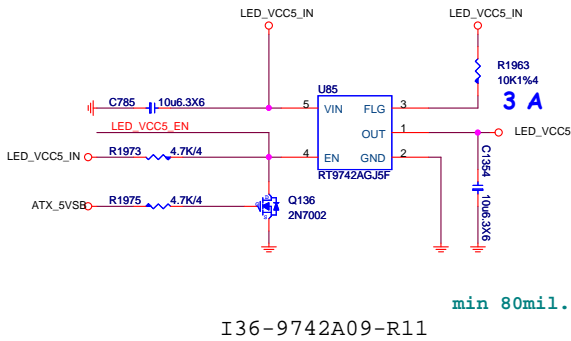 LED_VCC5_IN
LED_VCC5_IN
R1963
10K1%4
3 A
C785
10u6.3X6
U85
5
VIN
FLG
3
OUT
1
LED_VCC5
LED_VCC5_EN
LED_VCC5_IN
R1973
4.7K/4
4
EN
GND
2
RT9742AGJ5F
C1354
10u6.3X6
ATX_5VSB
R1975
4.7K/4
Q136
2N7002
min 80mil.
I36-9742A09-R11